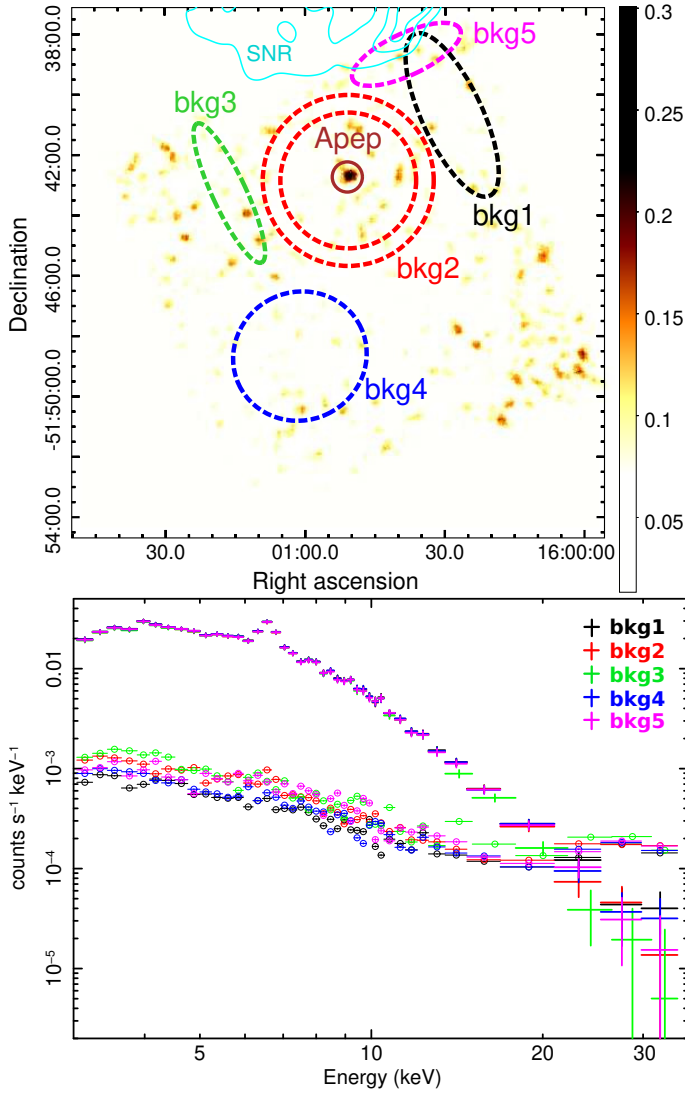 SNR
bkg5
bkg3
Apep
bkg1
bkg2
bkg4
Declination
38:00.0
42:00.0
46:00.0
-51:50:00.0
54:00.0
30.0
01:00.0
30.0
16:00:00
Right ascension
0.3
0.25
0.2
0.15
0.1
0.05
bkg1
bkg2
bkg3
bkg4
bkg5
counts s⁻¹ keV⁻¹
0.01
10⁻³
10⁻⁴
10⁻⁵
5
10
20
30
Energy (keV)